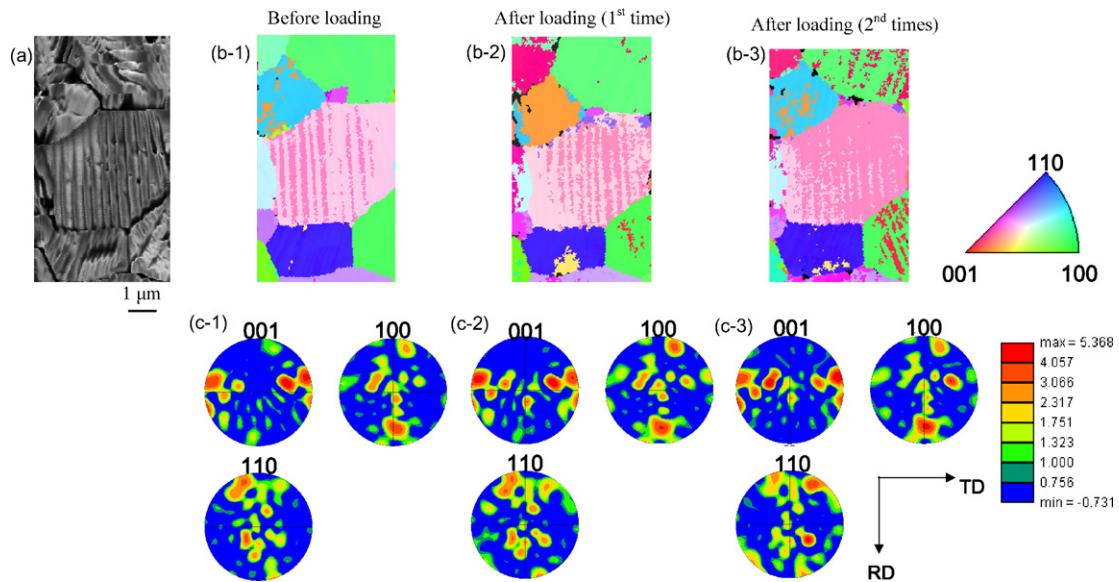 Before loading
After loading (1st time)
After loading (2nd times)
(a)
(b-1)
(b-2)
(b-3)
1 μm
110
001
100
(c-1)
001
100
(c-2)
001
100
(c-3)
001
100
110
110
110
max = 5.368
4.057
3.066
2.317
1.751
1.323
1.000
0.756
min = -0.731
TD
RD